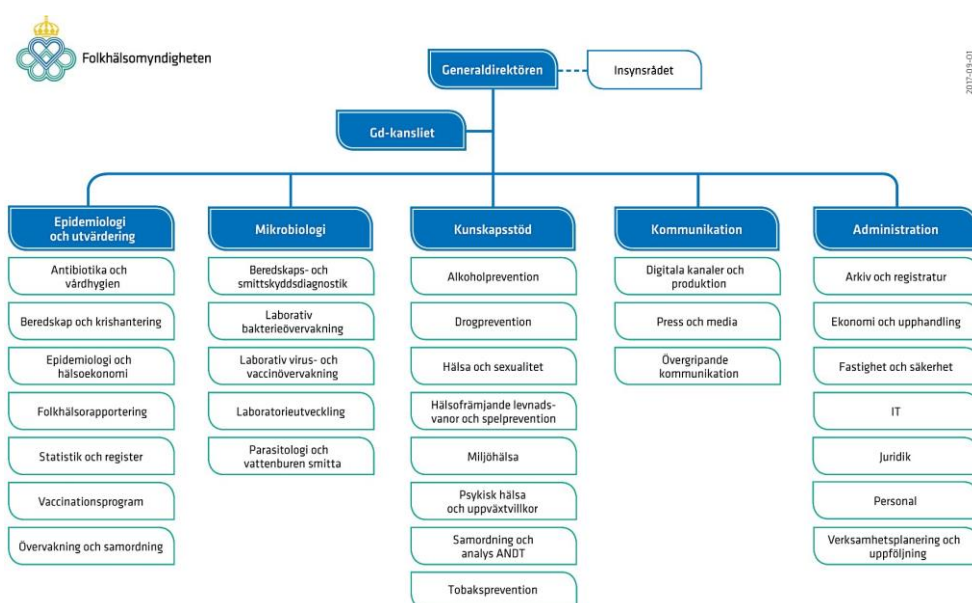 Folkhälsomyndigheten
Generaldirektören
Insynsrådet
2017-09-01
Gd-kansliet
Epidemiologi
och utvärdering
Antibiotika och
vårdhygien
Beredskap och krishantering
Epidemiologi och
hälsoekonomi
Folkhälsorapportering
Statistik och register
Vaccinationsprogram
Övervakning och samordning
Mikrobiologi
Beredskaps- och
smittskyddsdiagnostik
Laborativ
bakterieövervakning
Laborativ virus- och
vaccinövervakning
Laboratorieutveckling
Parasitologi och
vattenburen smitta
Kunskapsstöd
Alkoholprevention
Drogprevention
Hälsa och sexualitet
Hälsofrämjande levnads-
vanor och spelprevention
Miljöhälsa
Psykisk hälsa
och uppväxtvillkor
Samordning och
analys ANDT
Tobaksprevention
Kommunikation
Digitala kanaler och
produktion
Press och media
Övergripande
kommunikation
Administration
Arkiv och registratur
Ekonomi och upphandling
Fastighet och säkerhet
IT
Juridik
Personal
Verksamhetsplanering och
uppföljning